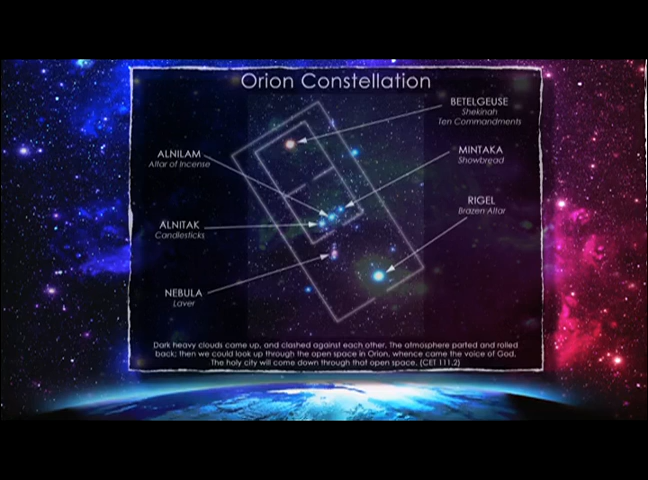 Orion Constellation
BETELGEUSE
Shekinah
Ten Commandments
ALNILAM
Altar of Incense
MINTAKA
Showbread
RIGEL
Brazen Altar
ALNITAK
Candlesticks
NEBULA
Laver
Dark heavy clouds came up, and clashed against each other. The atmosphere parted and rolled
back; then we could look up through the open space in Orion, whence came the voice of God.
The holy city will come down through that open space. (CET 111.2)